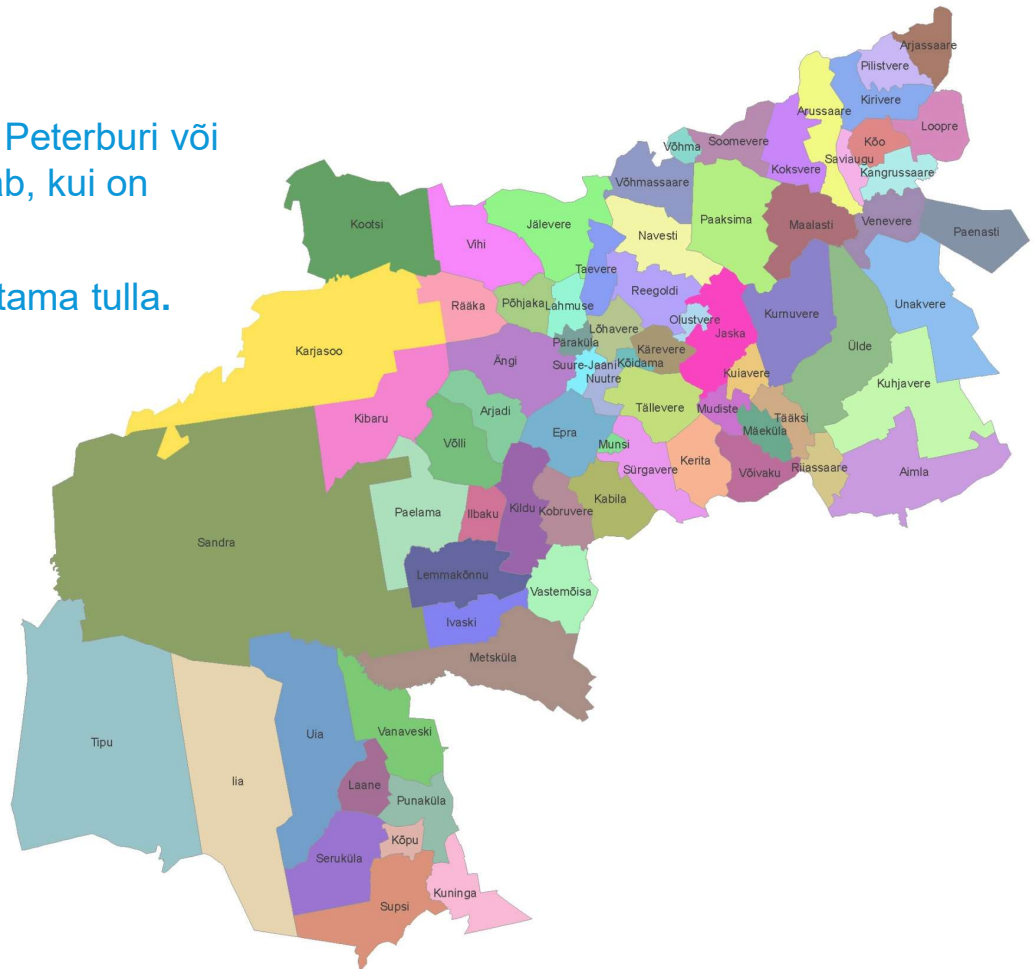 Peterburi või
ab, kui on
tama tulla.
Arjassaare
Pilistvere
Kirivere
Arussaare
Loopre
Kõo
Soomevere
Võhma
Koksvere
Saviaugu
Kangrussaare
Võhmassaare
Kootsi
Vihi
Jälevere
Navesti
Paaksima
Maalasti
Venevere
Paenasti
Taevere
Rääka
Põhjaka
Lahmuse
Reegoldi
Kurnuvere
Unakvere
Karjasoo
Lõhavere
Olustvere
Jaska
Päraküla
Kärevere
Ülde
Ängi
Suure-Jaani
Kõidama
Nuutre
Kuiavere
Kuhjavere
Kibaru
Arjadi
Tällevere
Mudiste
Tääksi
Võlli
Epra
Munsi
Mäeküla
Sürgavere
Kerita
Võivaku
Riiassaare
Aimla
Paelama
Ilbaku
Kildu
Kobruvere
Kabila
Sandra
Lemmakõnnu
Vastemõisa
Ivaski
Metsküla
Tipu
Iia
Uia
Vanaveski
Laane
Punaküla
Kõpu
Seruküla
Kuninga
Supsi